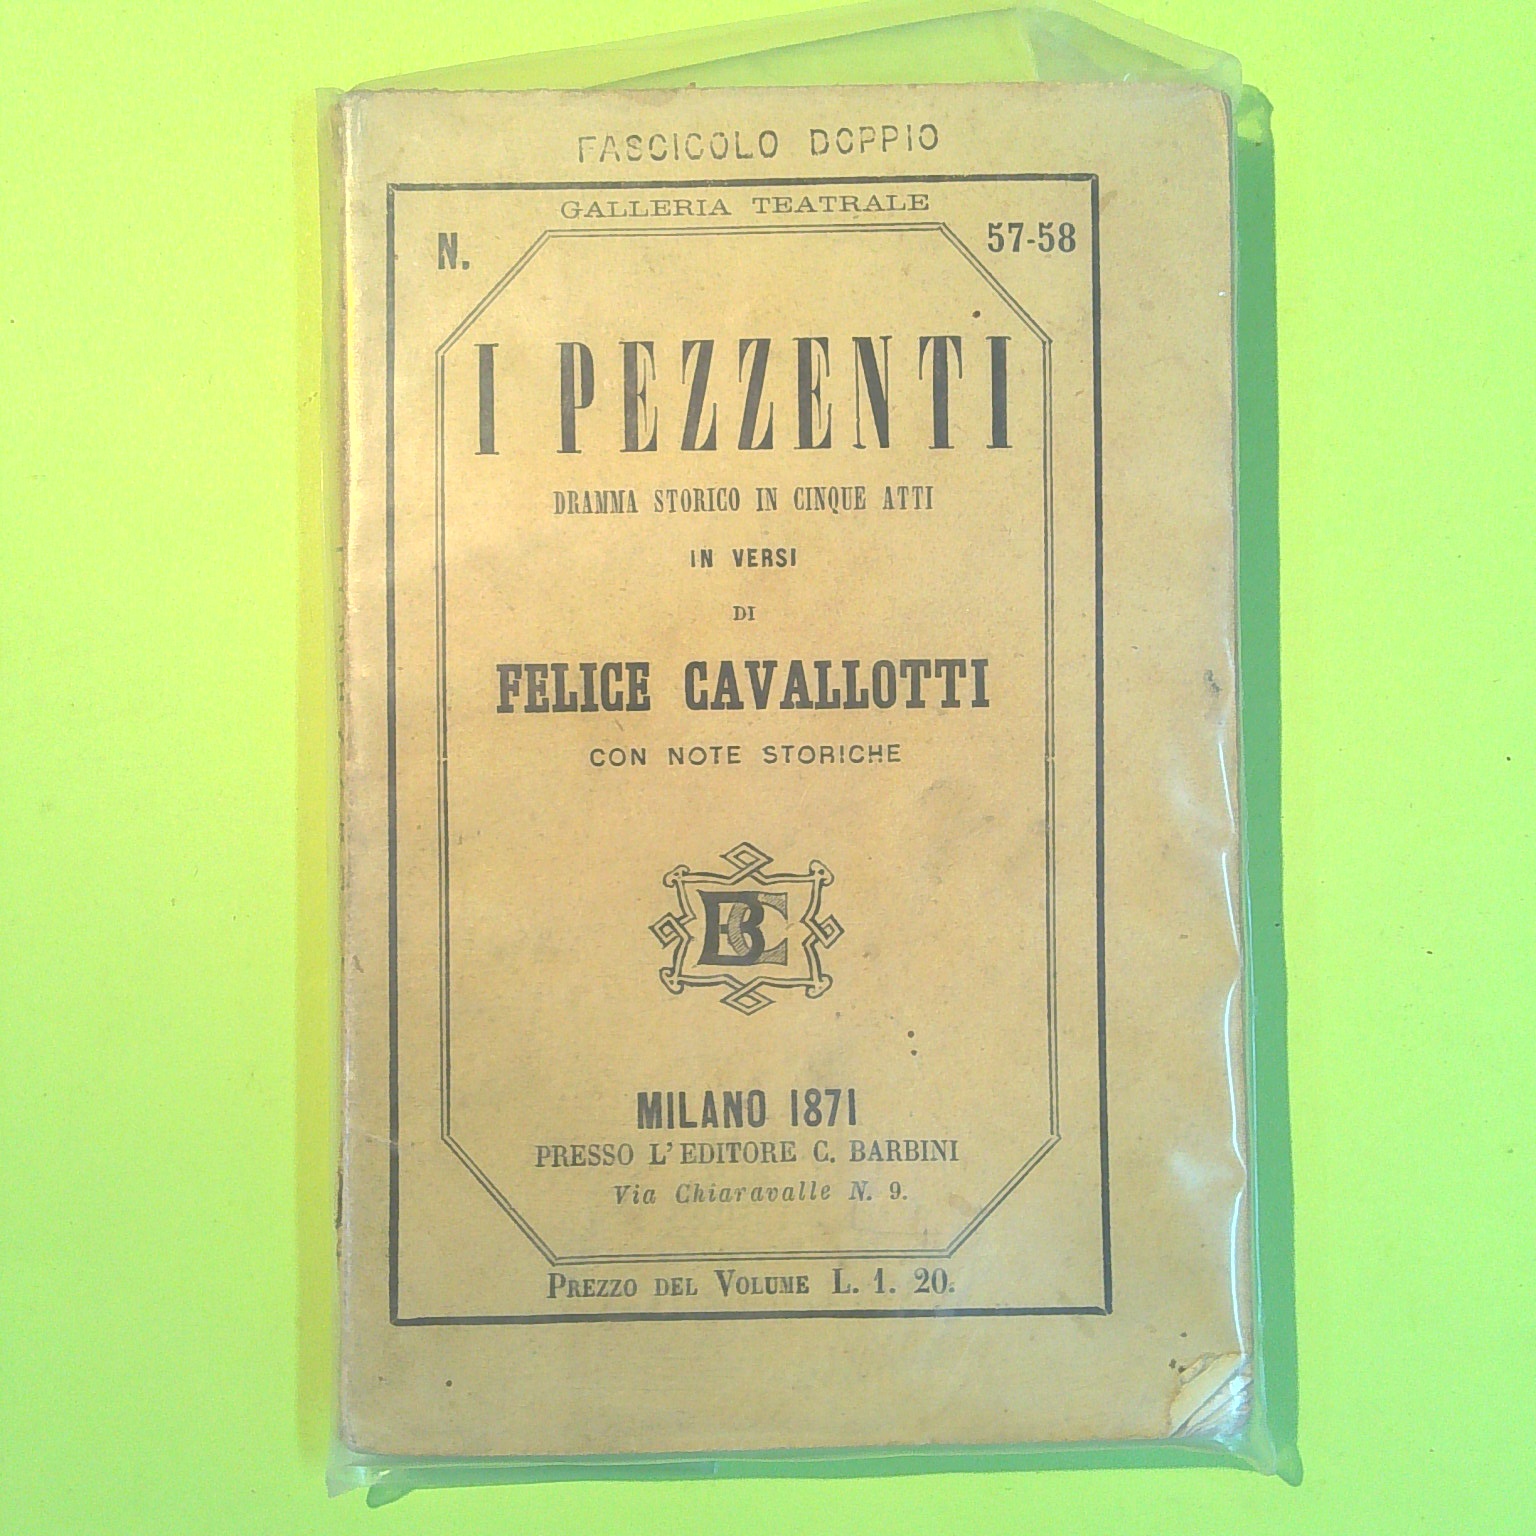 FASCICOLO DOPPIO
GALLERIA TEATRALE
N. 57-58
I PEZZENTI
DRAMMA STORICO IN CINQUE ATTI
IN VERSI
DI
FELICE CAVALLOTTI
CON NOTE STORICHE
BC
MILANO 1871
PRESSO L'EDITORE C. BARBINI
Via Chiaravalle N. 9.
PREZZO DEL VOLUME L. 1. 20.